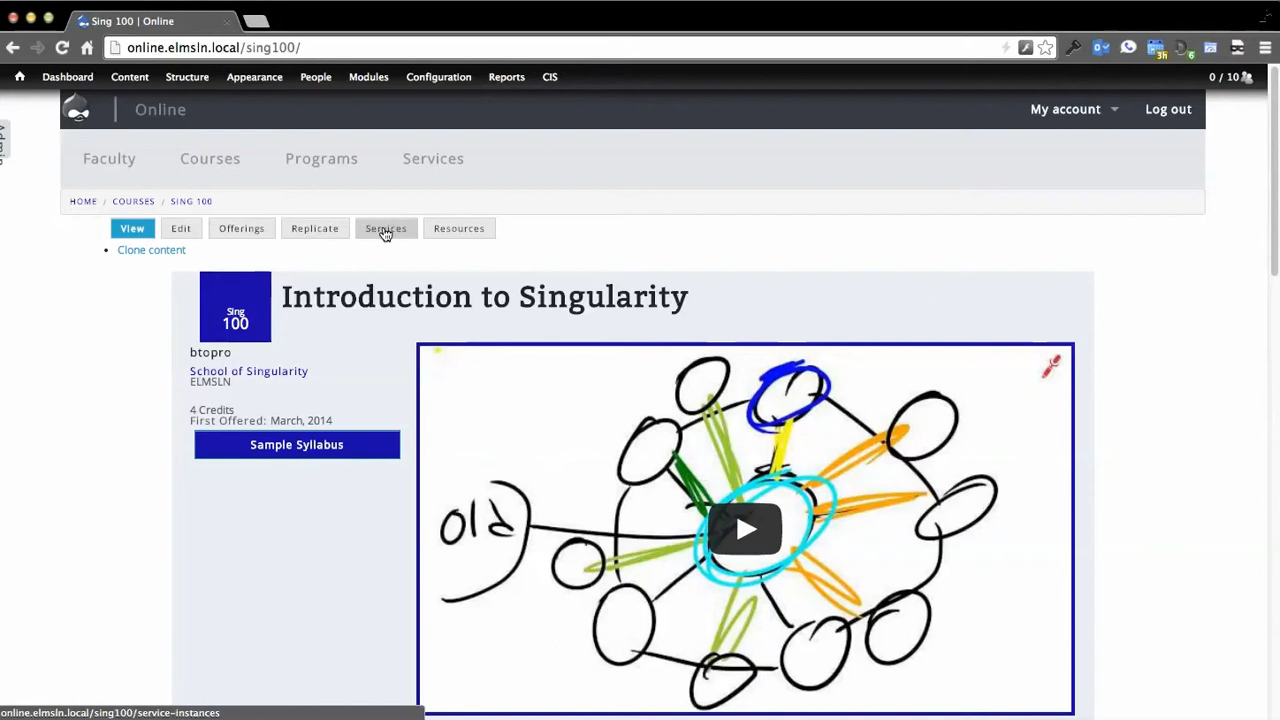 Sing 100 | Online
online.elmsln.local/sing100/
3h
6
Dashboard Content Structure Appearance People Modules Configuration Reports CIS 0 / 10
Online My account Log out
Faculty Courses Programs Services
HOME / COURSES / SING 100
View Edit Offerings Replicate Services Resources
Clone content
Sing
100
Introduction to Singularity
btopro
School of Singularity
ELMSLN
4 Credits
First Offered: March, 2014
Sample Syllabus
old
online.elmsln.local/sing100/service-instances